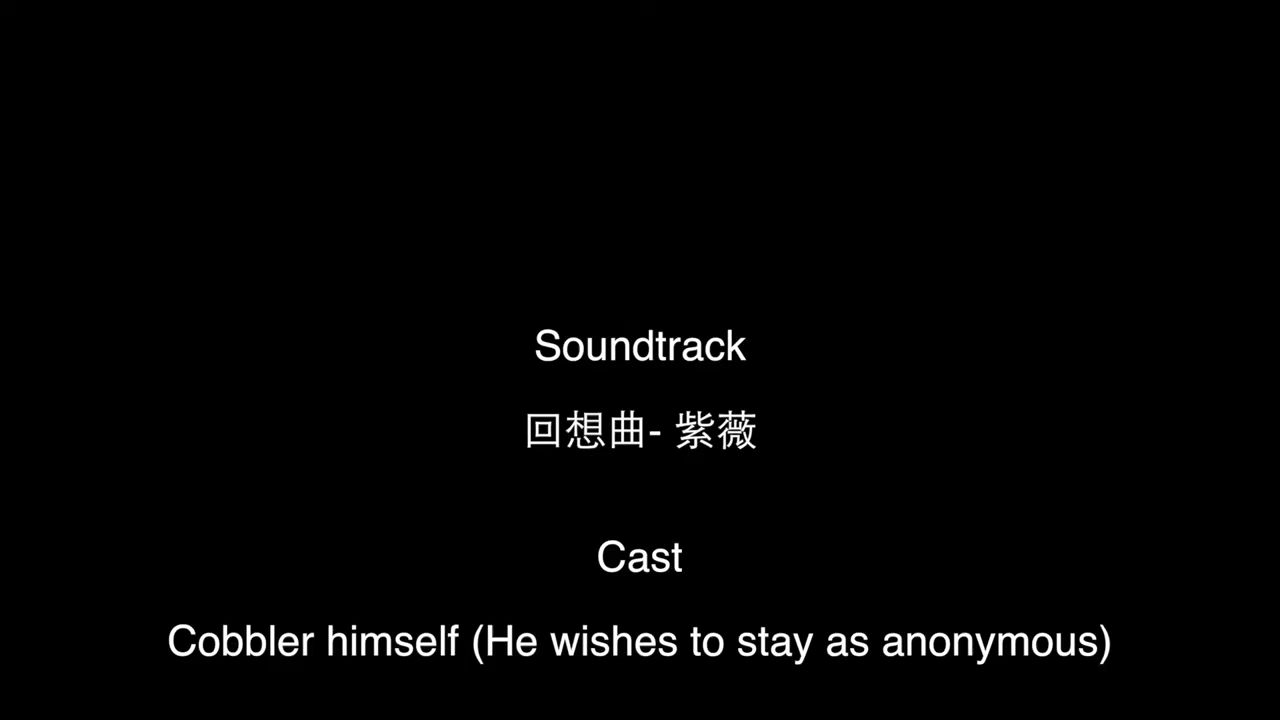 Soundtrack
回想曲- 紫薇
Cast
Cobbler himself (He wishes to stay as anonymous)